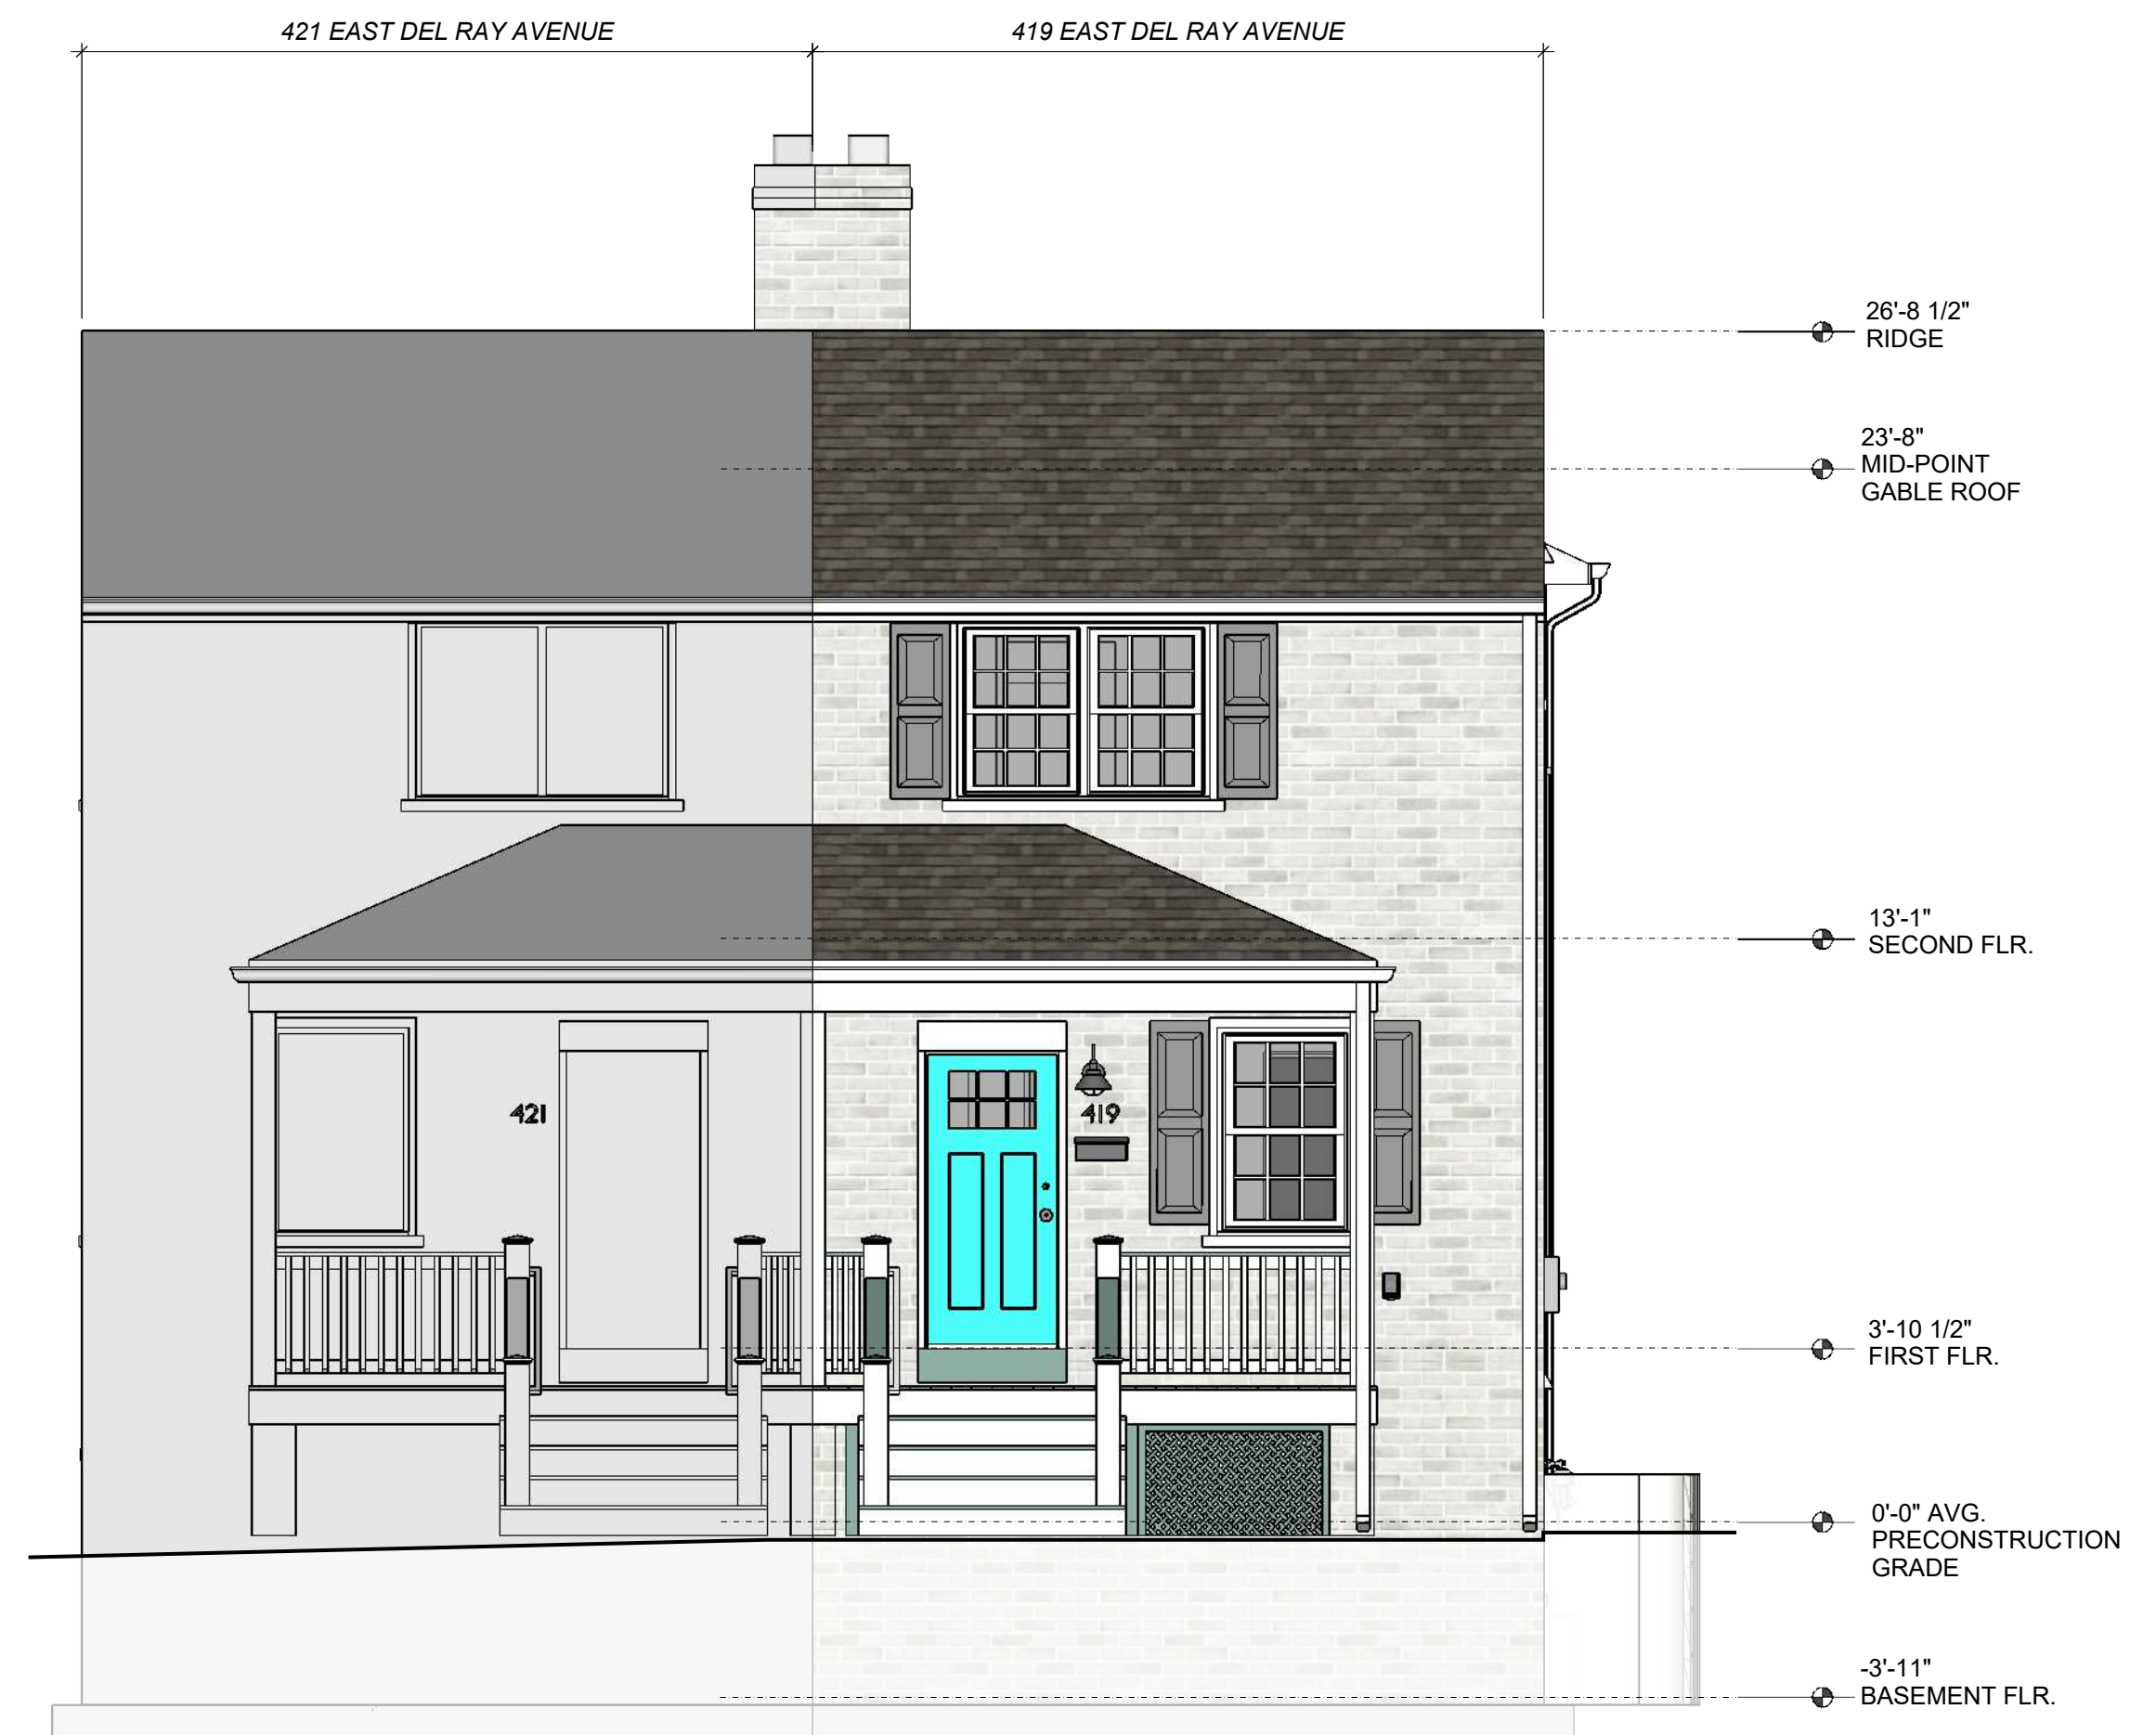 421 EAST DEL RAY AVENUE
419 EAST DEL RAY AVENUE
26'-8 1/2"
RIDGE
23'-8"
MID-POINT
GABLE ROOF
13'-1"
SECOND FLR.
421
419
3'-10 1/2"
FIRST FLR.
0'-0" AVG.
PRECONSTRUCTION
GRADE
-3'-11"
BASEMENT FLR.